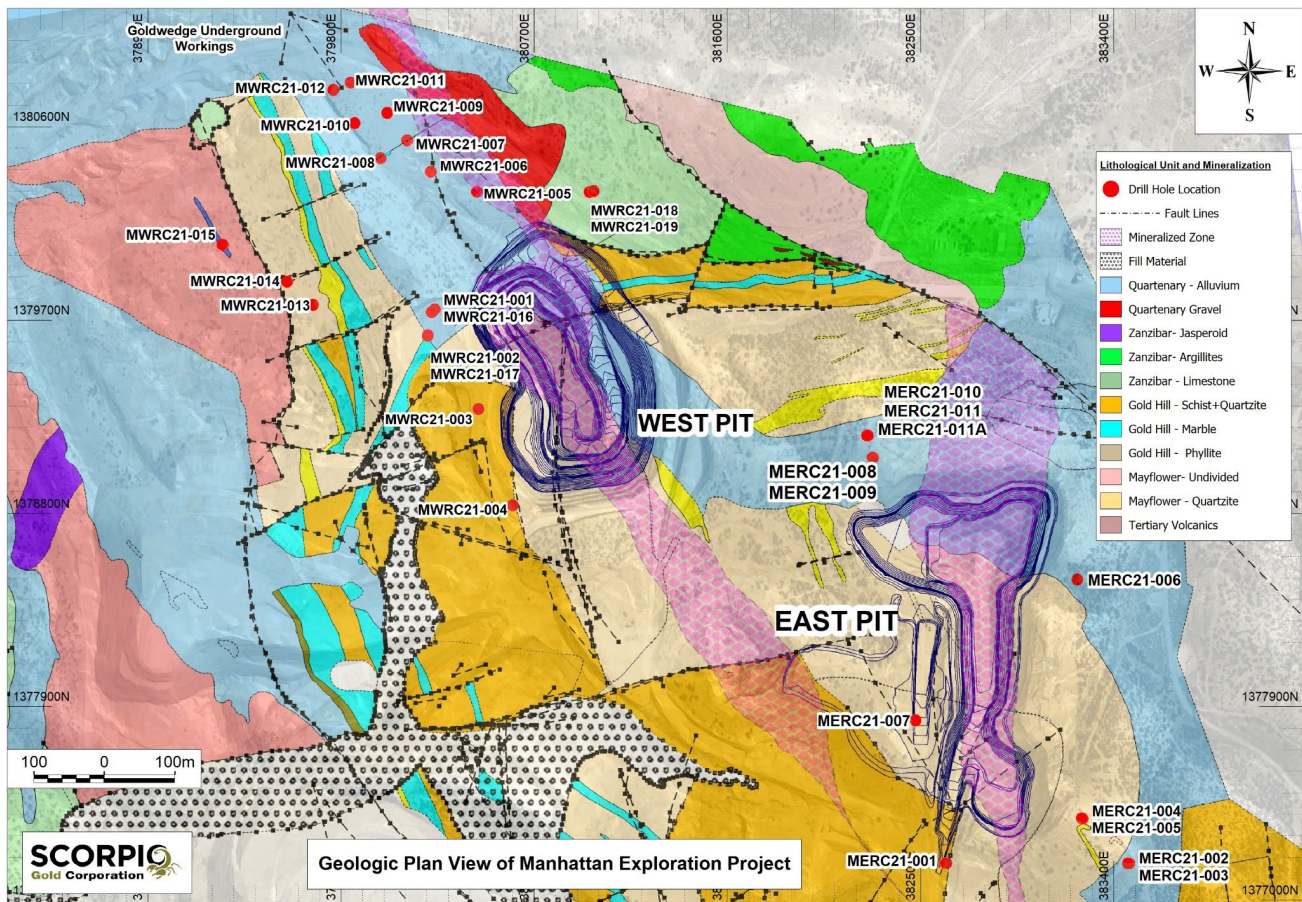 Goldwedge Underground
Workings
378900E
379800E
380700E
381600E
382500E
383400E
N
W E
S
1380600N
1379700N
1378800N
1377900N
1377900N
1377000N
MWRC21-012
MWRC21-011
MWRC21-009
MWRC21-010
MWRC21-007
MWRC21-008
MWRC21-006
MWRC21-005
MWRC21-018
MWRC21-019
MWRC21-015
MWRC21-014
MWRC21-013
MWRC21-001
MWRC21-016
MWRC21-002
MWRC21-017
MWRC21-003
MWRC21-004
WEST PIT
MERC21-010
MERC21-011
MERC21-011A
MERC21-008
MERC21-009
MERC21-006
EAST PIT
MERC21-007
MERC21-004
MERC21-005
MERC21-001
MERC21-002
MERC21-003
383400E
Lithological Unit and Mineralization
Drill Hole Location
Fault Lines
Mineralized Zone
Fill Material
Quartenary - Alluvium
Quartenary Gravel
Zanzibar- Jasperoid
Zanzibar- Argillites
Zanzibar - Limestone
Gold Hill - Schist+Quartzite
Gold Hill - Marble
Gold Hill - Phyllite
Mayflower- Undivided
Mayflower - Quartzite
Tertiary Volcanics
100 0 100m
SCORPIO
Gold Corporation
Geologic Plan View of Manhattan Exploration Project